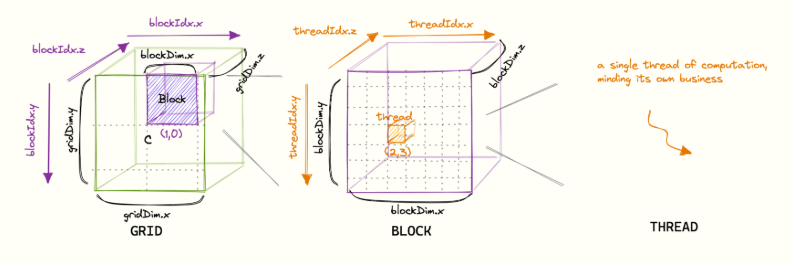 blockIdx.x
blockIdx.z
blockDim.x
gridDim.z
Block
blockIdx.y
gridDim.y
C
(1,0)
gridDim.x
GRID
threadIdx.z
threadIdx.x
blockDim.z
threadIdx.y
blockDim.y
thread
(2,3)
blockDim.x
BLOCK
a single thread of computation,
minding its own business
THREAD